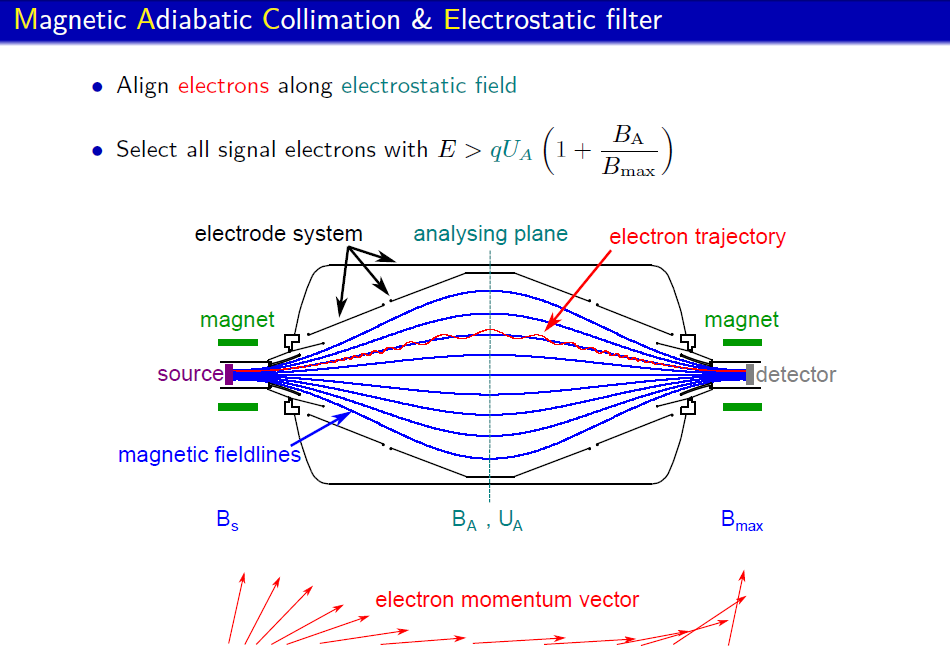 Magnetic Adiabatic Collimation & Electrostatic filter
• Align electrons along electrostatic field
• Select all signal electrons with E > qU_A (1 + B_A / B_max)
electrode system
analysing plane
electron trajectory
magnet
magnet
source
detector
magnetic fieldlines
B_s
B_A , U_A
B_max
electron momentum vector